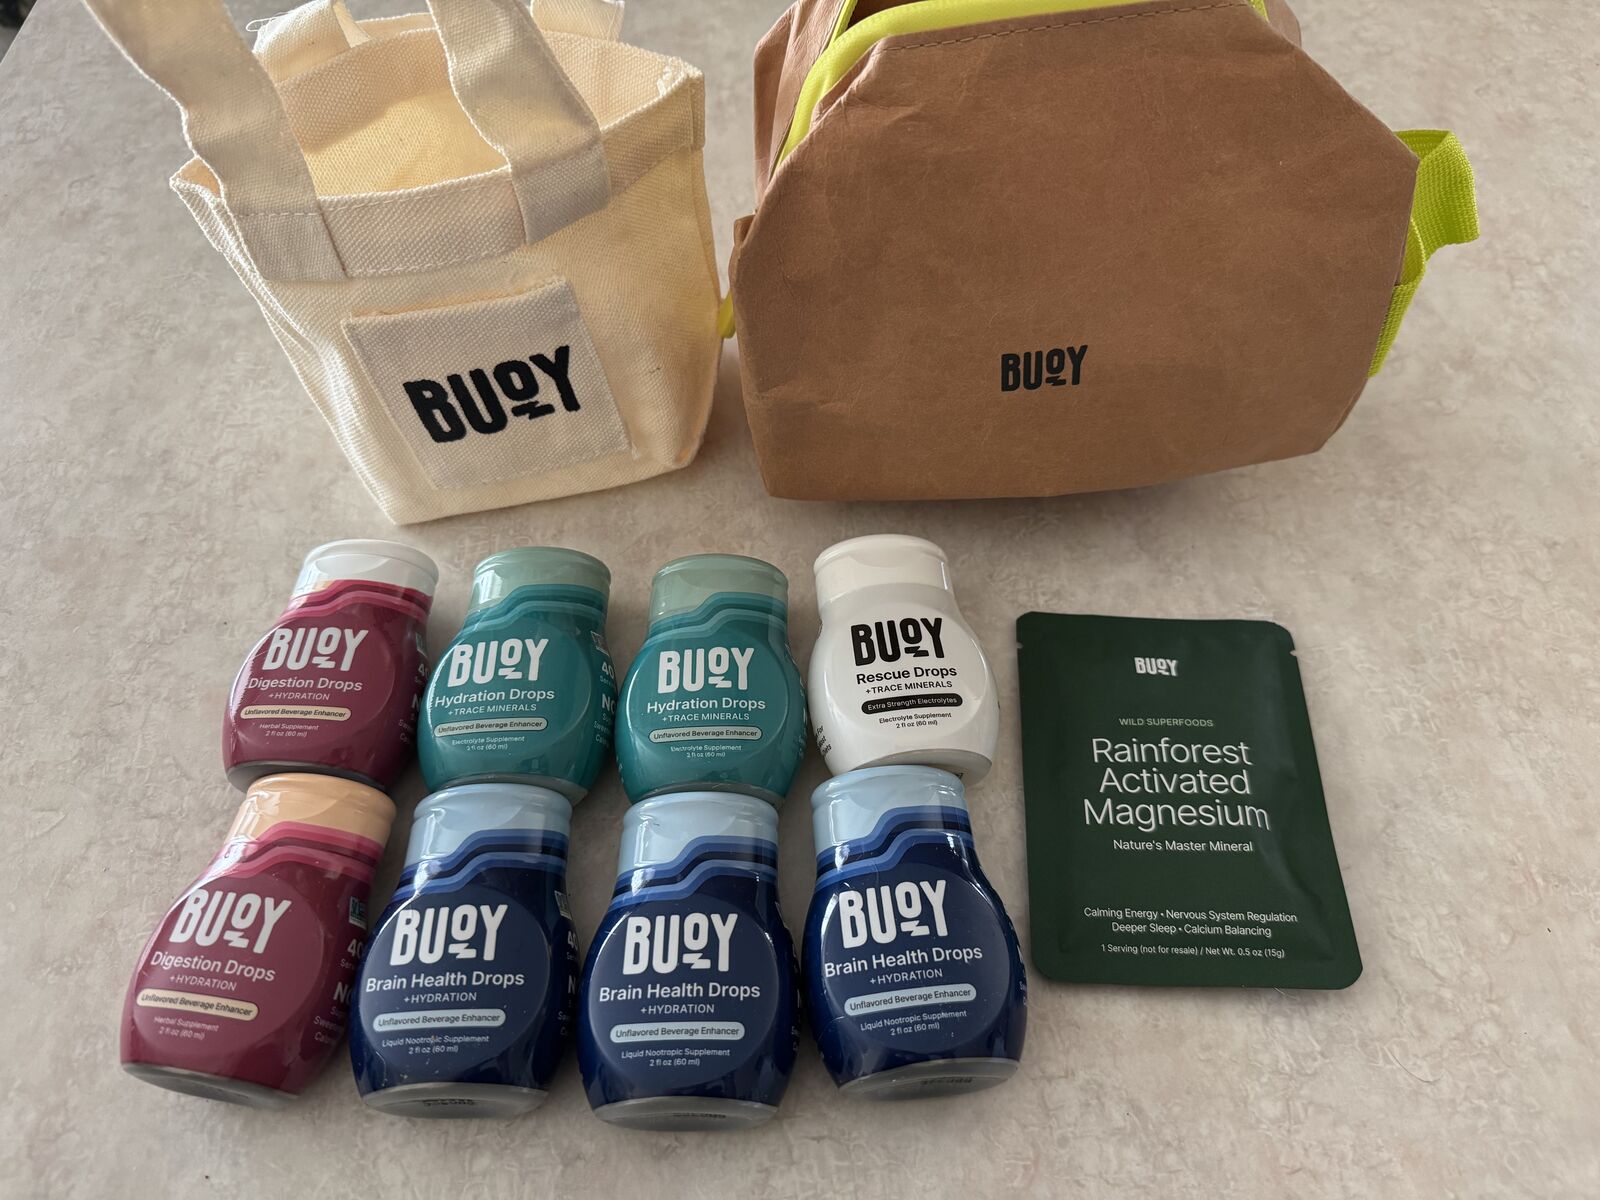 BUOY
BUOY
BUOY
Digestion Drops
+HYDRATION
Unflavored Beverage Enhancer
Herbal Supplement
2 fl oz (60 ml)
BUOY
Hydration Drops
+TRACE MINERALS
Unflavored Beverage Enhancer
Electrolyte Supplement
2 fl oz (60 ml)
BUOY
Hydration Drops
+TRACE MINERALS
Unflavored Beverage Enhancer
Electrolyte Supplement
2 fl oz (60 ml)
BUOY
Rescue Drops
+TRACE MINERALS
Extra Strength Electrolytes
Electrolyte Supplement
2 fl oz (60 ml)
BUOY
WILD SUPERFOODS
Rainforest
Activated
Magnesium
Nature's Master Mineral
Calming Energy • Nervous System Regulation
Deeper Sleep • Calcium Balancing
1 Serving (not for resale) / Net Wt. 0.5 oz (15g)
BUOY
Digestion Drops
+HYDRATION
Unflavored Beverage Enhancer
Herbal Supplement
2 fl oz (60 ml)
BUOY
Brain Health Drops
+HYDRATION
Unflavored Beverage Enhancer
Liquid Nootropic Supplement
2 fl oz (60 ml)
BUOY
Brain Health Drops
+HYDRATION
Unflavored Beverage Enhancer
Liquid Nootropic Supplement
2 fl oz (60 ml)
BUOY
Brain Health Drops
+HYDRATION
Unflavored Beverage Enhancer
Liquid Nootropic Supplement
2 fl oz (60 ml)